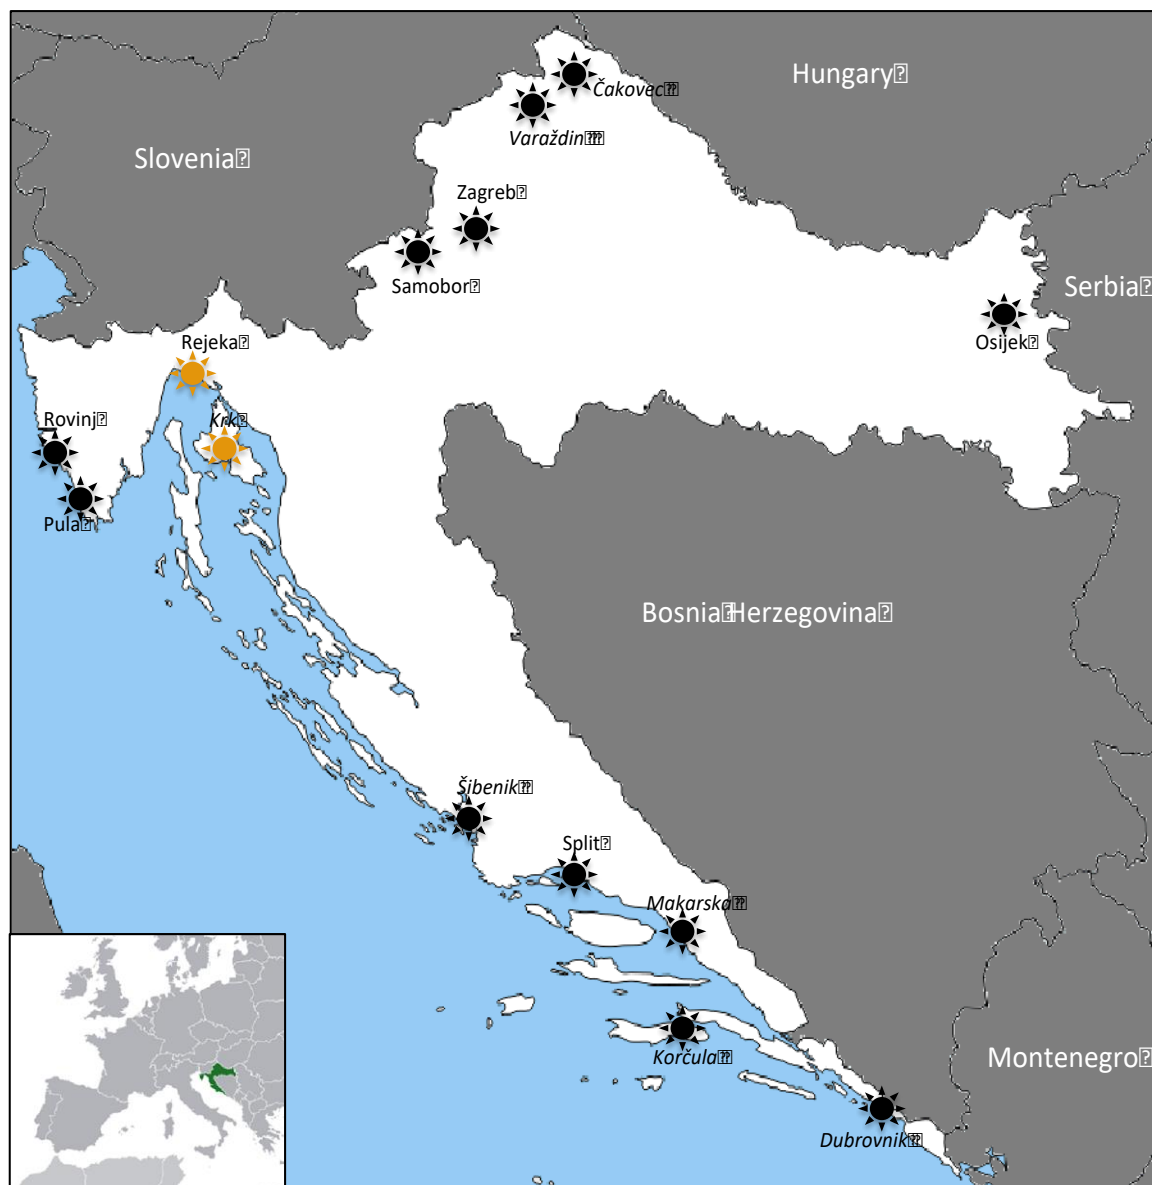 Hungary
Čakovec
Varaždin
Slovenia
Zagreb
Samobor
Serbia
Osijek
Rejeka
Krk
Rovinj
Pula
Bosnia Herzegovina
Šibenik
Split
Makarska
Korčula
Montenegro
Dubrovnik